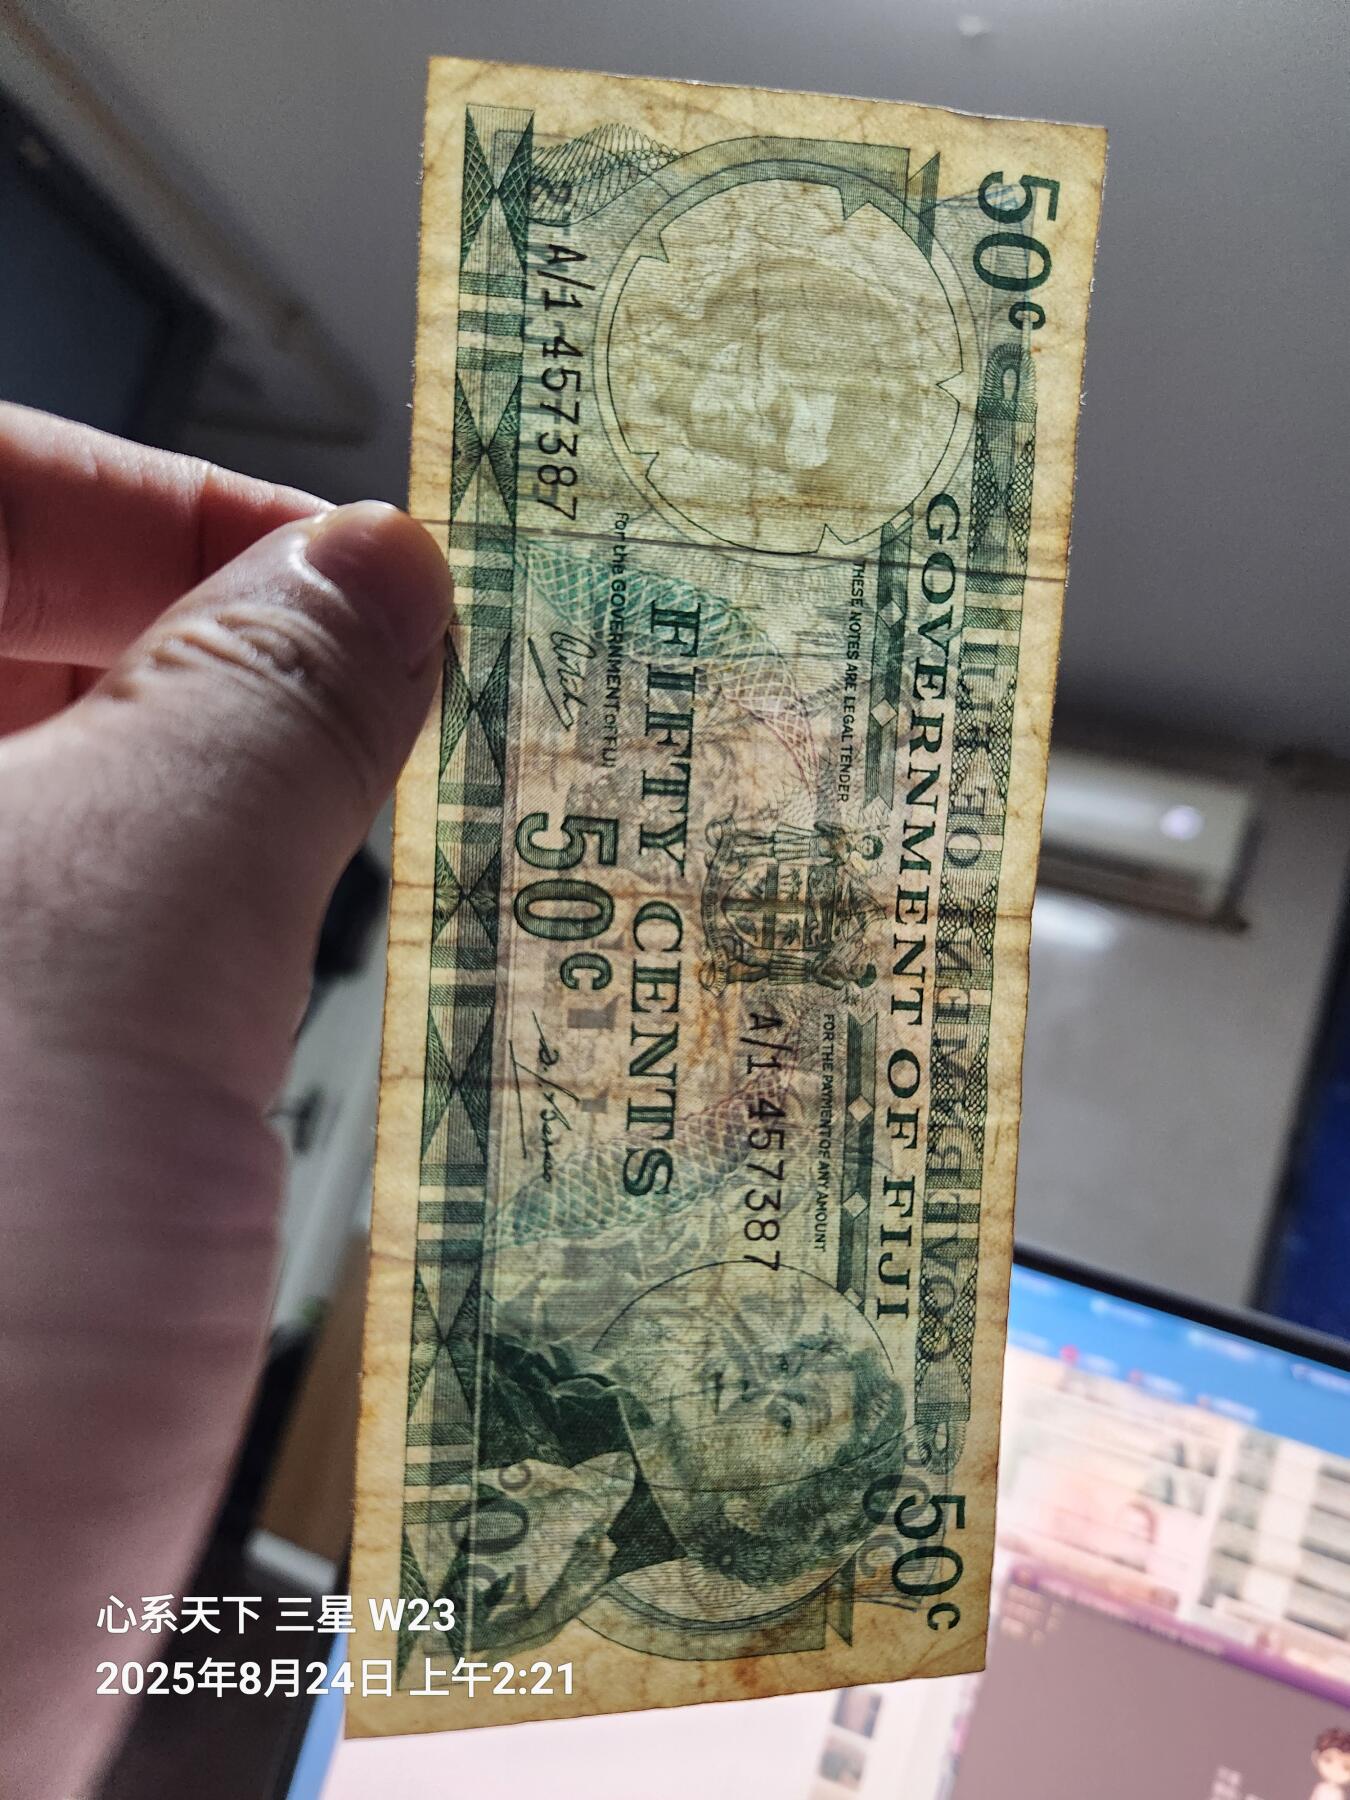 50c
GOVERNMENT OF FIJI
50c
THESE NOTES ARE LEGAL TENDER
FOR THE PAYMENT OF ANY AMOUNT
A/1 457387
FIFTY CENTS
For the GOVERNMENT of FIJI
A/1 457387
50c
心系天下 三星 W23
2025年8月24日 上午2:21